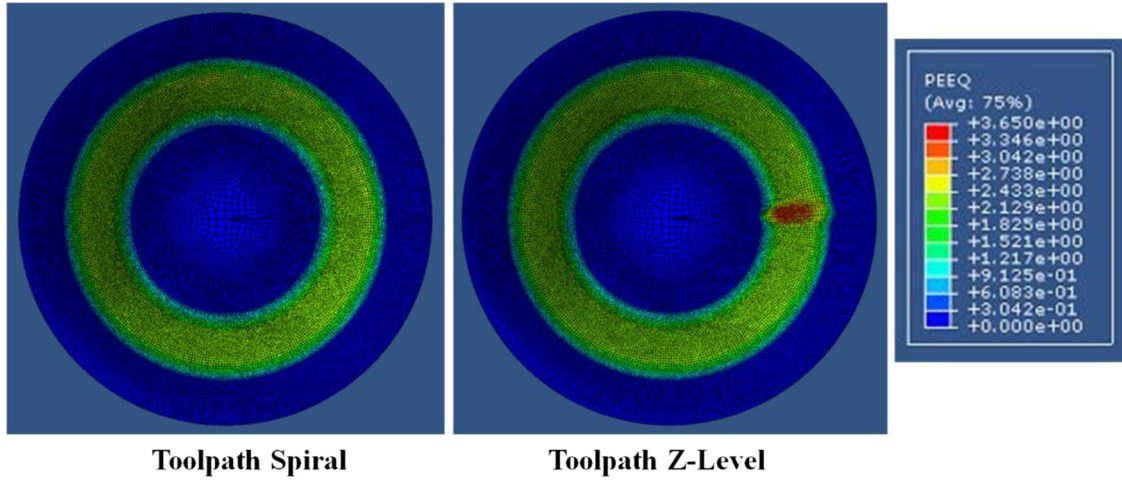 PEEQ
(Avg: 75%)
+3.650e+00
+3.346e+00
+3.042e+00
+2.738e+00
+2.433e+00
+2.129e+00
+1.825e+00
+1.521e+00
+1.217e+00
+9.125e-01
+6.083e-01
+3.042e-01
+0.000e+00
Toolpath Spiral
Toolpath Z-Level